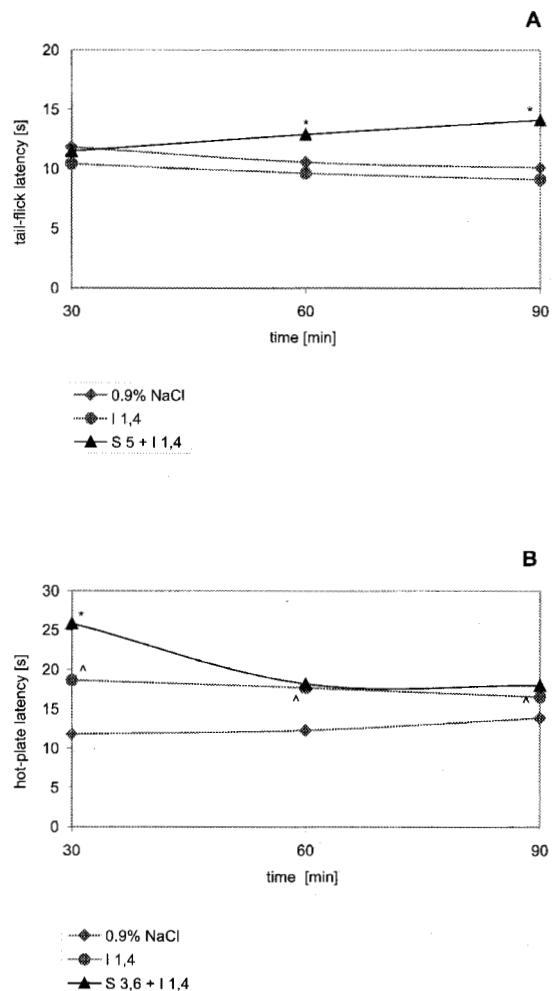 A
20
15
10
5
0
tail-flick latency [s]
* *
30 60 90
time [min]
0.9% NaCl
I 1,4
S 5 + I 1,4
B
30
25
20
15
10
5
0
hot-plate latency [s]
*
^ ^ ^
30 60 90
time [min]
0.9% NaCl
I 1,4
S 3,6 + I 1,4